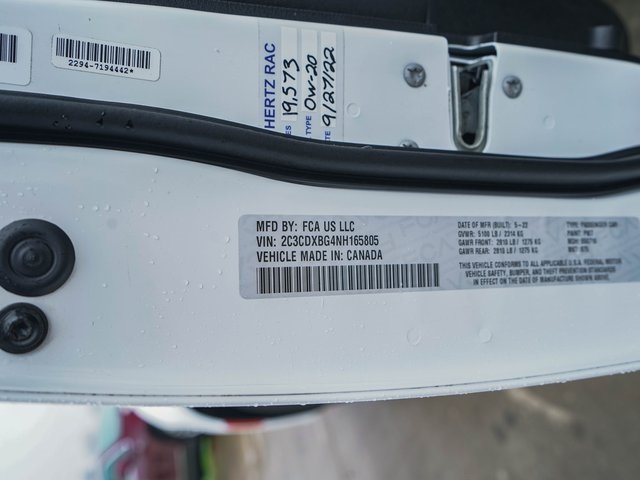 2294-7194442*
HERTZ RAC
19,573
TYPE 0W-20
9/27/22
MFD BY: FCA US LLC
VIN: 2C3CDXBG4NH165805
VEHICLE MADE IN: CANADA
DATE OF MFR (BUILT): 5-22
GVWR: 5100 LB / 2314 KG
GAWR FRONT: 2810 LB / 1275 KG
GAWR REAR: 2810 LB / 1275 KG
TYPE: PASSENGER CAR
PAINT: PW7
THIS VEHICLE CONFORMS TO ALL APPLICABLE U.S.A. FEDERAL MOTOR
VEHICLE SAFETY, BUMPER, AND THEFT PREVENTION STANDARDS
IN EFFECT ON THE DATE OF MANUFACTURE SHOWN ABOVE.